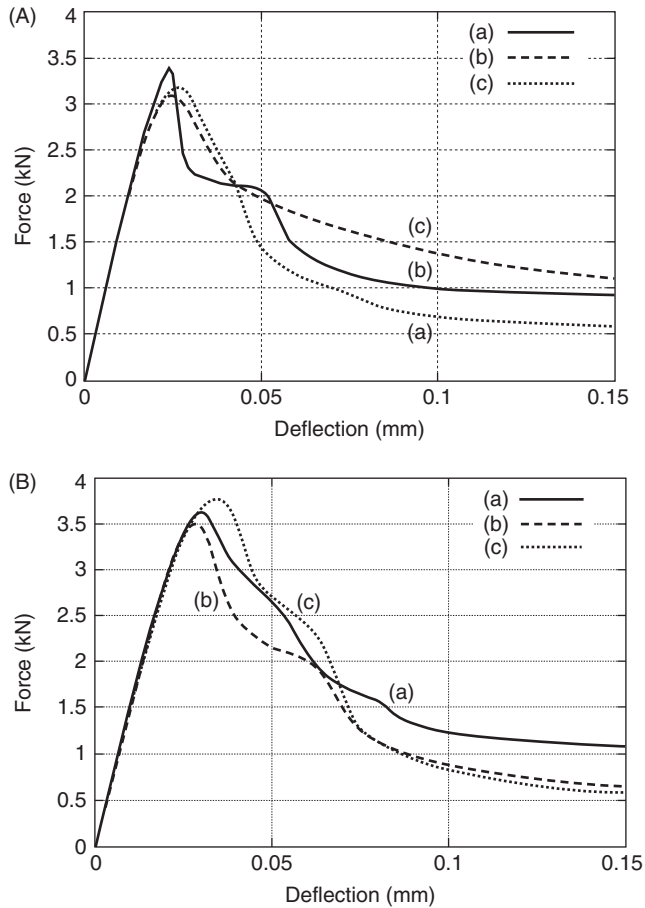 (A)
4
3.5
3
2.5
2
1.5
1
0.5
0
Force (kN)
(a)
(b)
(c)
(c)
(b)
(a)
0 0.05 0.1 0.15
Deflection (mm)
(B)
4
3.5
3
2.5
2
1.5
1
0.5
0
Force (kN)
(a)
(b)
(c)
(b)
(c)
(a)
0 0.05 0.1 0.15
Deflection (mm)